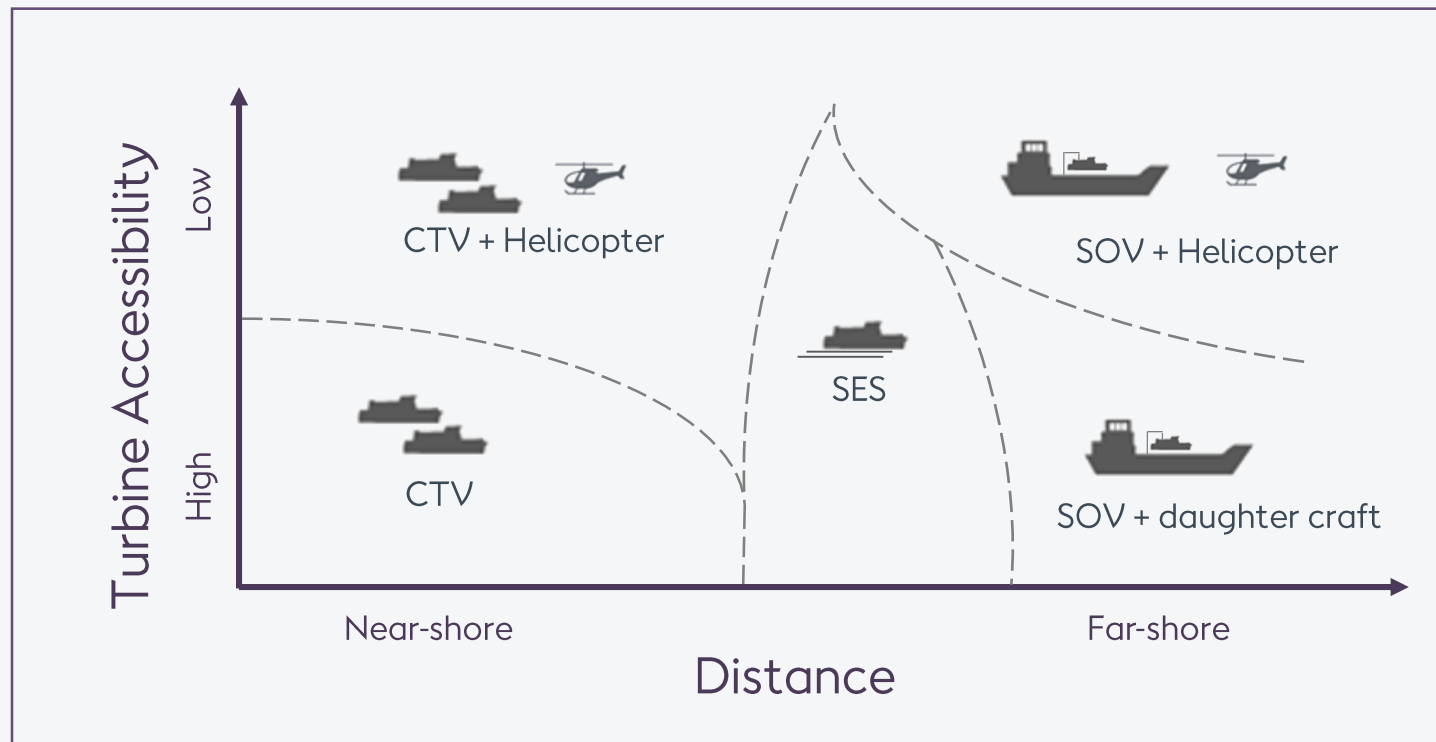 Turbine Accessibility
Low
High
CTV + Helicopter
SOV + Helicopter
SES
CTV
SOV + daughter craft
Near-shore
Far-shore
Distance